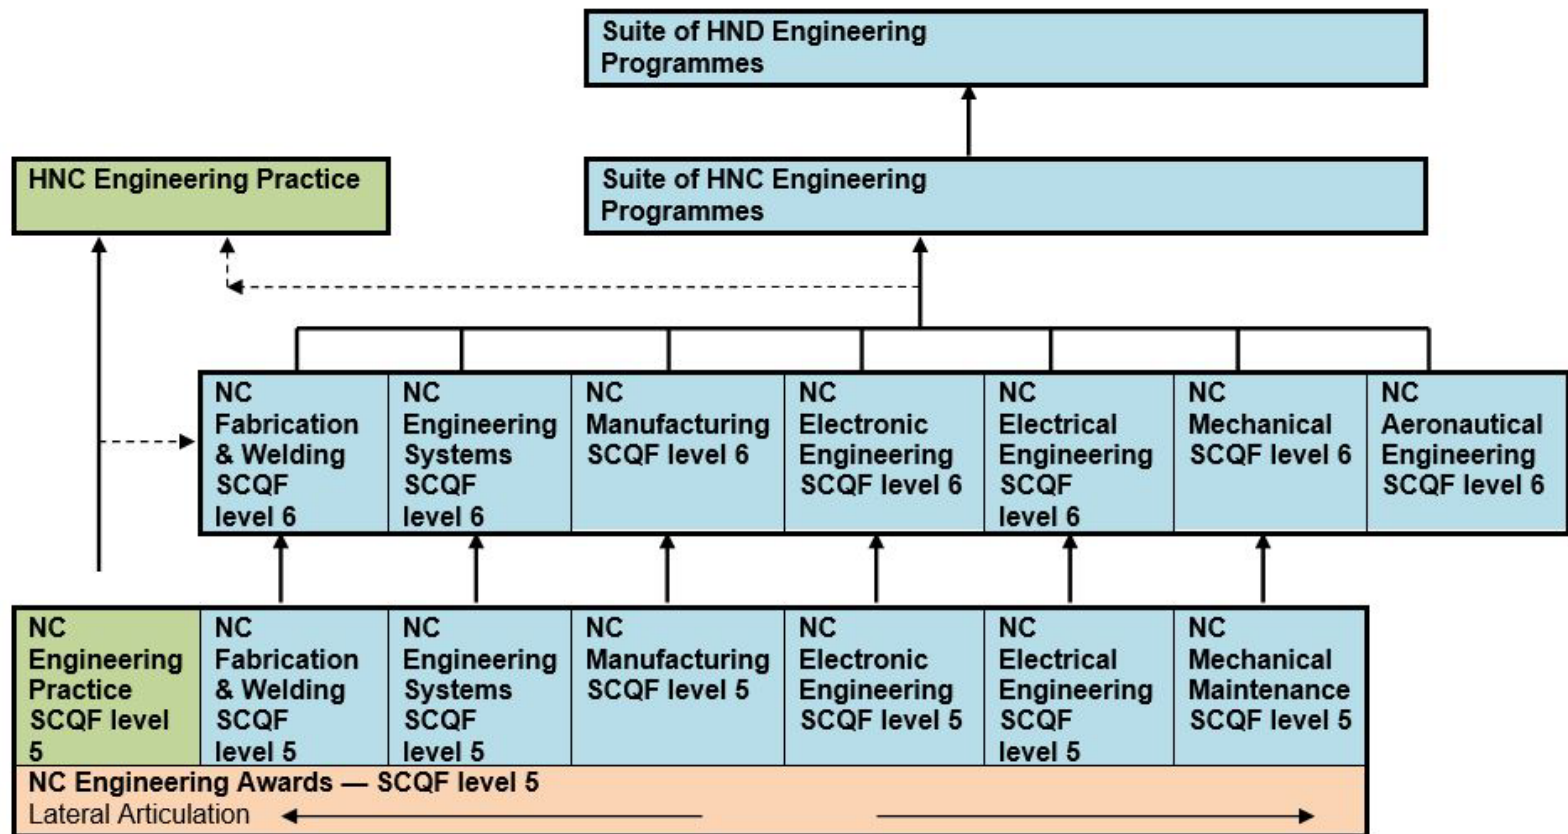 Suite of HND Engineering
Programmes
HNC Engineering Practice
Suite of HNC Engineering
Programmes
NC
Fabrication
& Welding
SCQF
level 6
NC
Engineering
Systems
SCQF
level 6
NC
Manufacturing
SCQF level 6
NC
Electronic
Engineering
SCQF level 6
NC
Electrical
Engineering
SCQF
level 6
NC
Mechanical
SCQF level 6
NC
Aeronautical
Engineering
SCQF level 6
NC
Engineering
Practice
SCQF level
5
NC
Fabrication
& Welding
SCQF
level 5
NC
Engineering
Systems
SCQF
level 5
NC
Manufacturing
SCQF level 5
NC
Electronic
Engineering
SCQF level 5
NC
Electrical
Engineering
SCQF
level 5
NC
Mechanical
Maintenance
SCQF level 5
NC Engineering Awards — SCQF level 5
Lateral Articulation